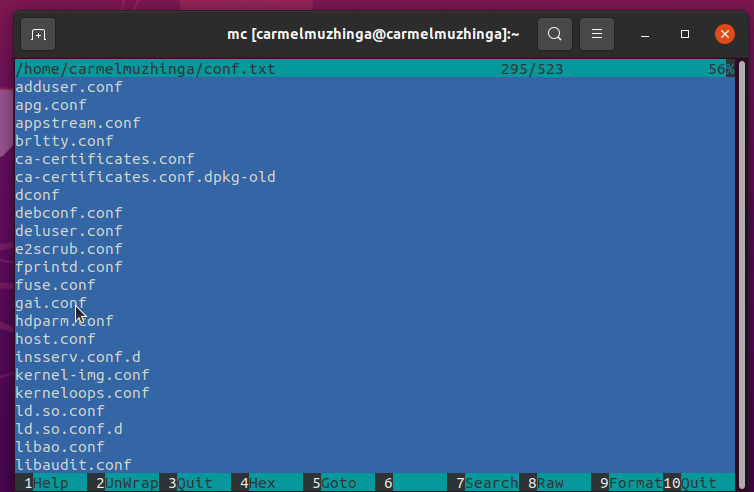 mc [carmelmuzhinga@carmelmuzhinga]:~
/home/carmelmuzhinga/conf.txt 295/523 56%
adduser.conf
apg.conf
appstream.conf
brltty.conf
ca-certificates.conf
ca-certificates.conf.dpkg-old
dconf
debconf.conf
deluser.conf
e2scrub.conf
fprintd.conf
fuse.conf
gai.conf
hdparm.conf
host.conf
insserv.conf.d
kernel-img.conf
kerneloops.conf
ld.so.conf
ld.so.conf.d
libao.conf
libaudit.conf
1Help 2UnWrap 3Quit 4Hex 5Goto 6 7Search 8Raw 9Format 10Quit